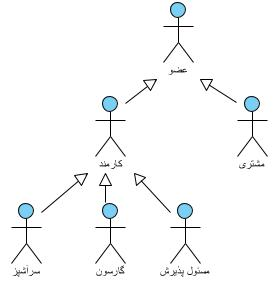 عضو
کارمند
مشتری
سرآشپز
گارسون
مسئول پذیرش